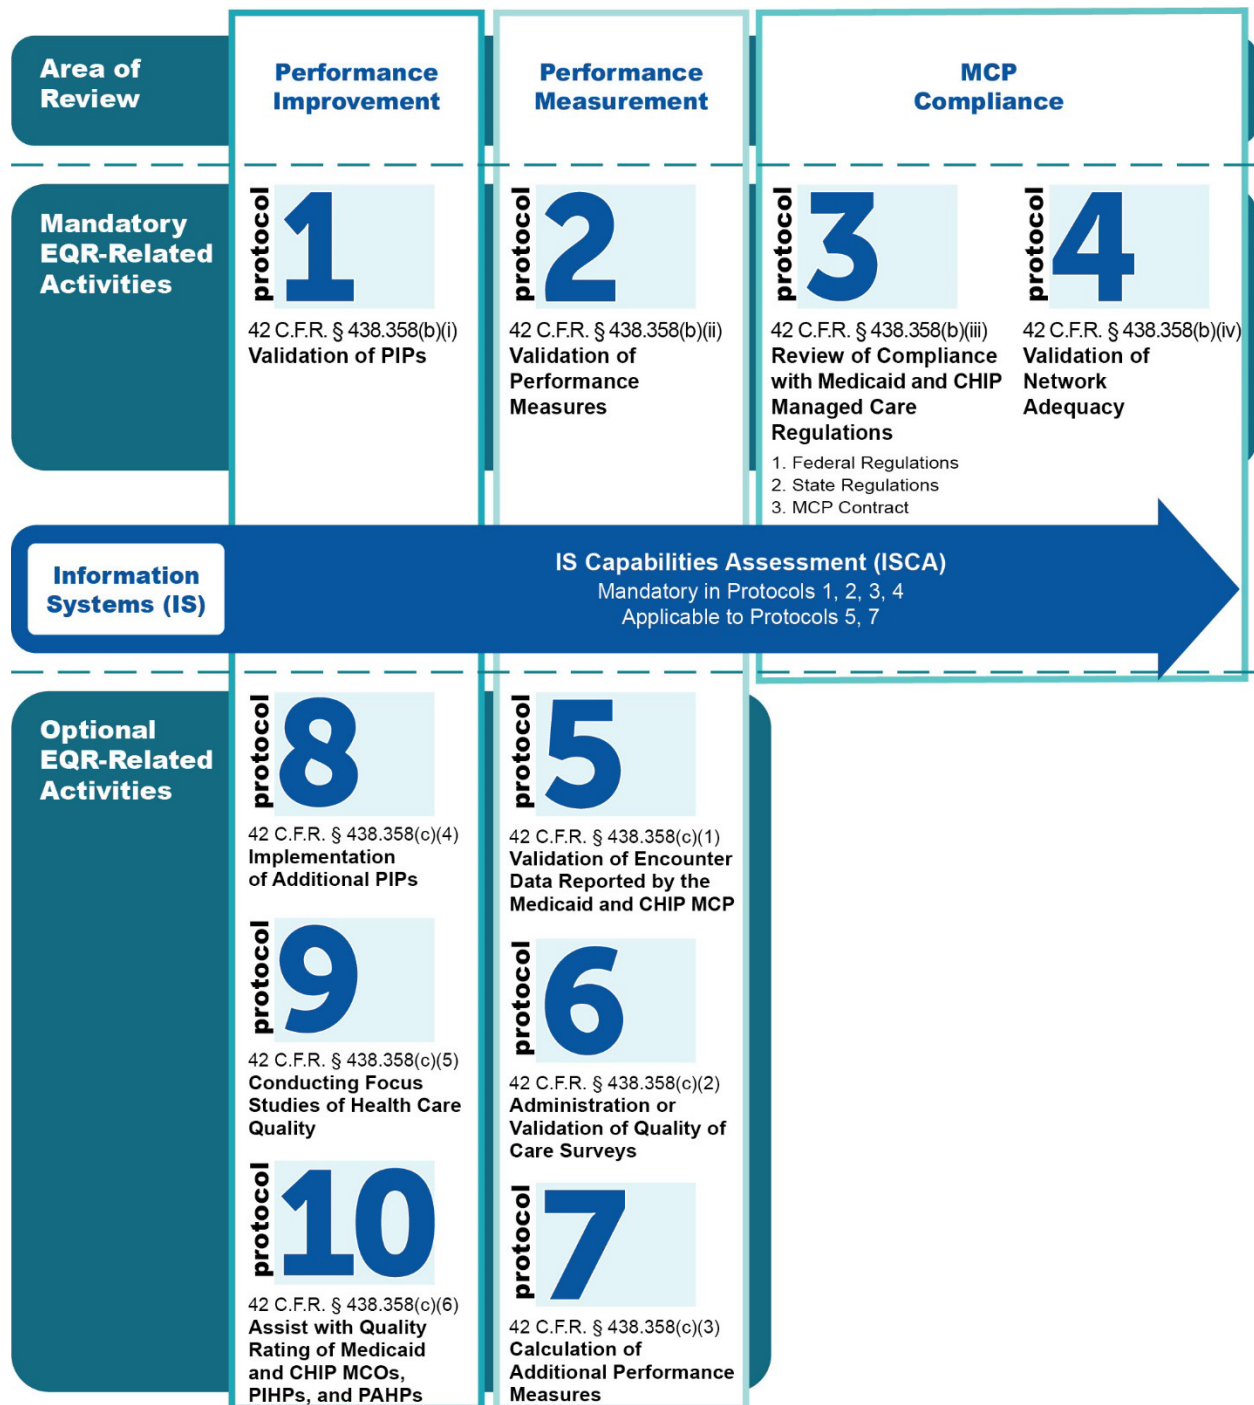 Area of
Review
Performance
Improvement
Performance
Measurement
MCP
Compliance
Mandatory
EQR-Related
Activities
protocol
1
42 C.F.R. § 438.358(b)(i)
Validation of PIPs
protocol
2
42 C.F.R. § 438.358(b)(ii)
Validation of
Performance
Measures
protocol
3
42 C.F.R. § 438.358(b)(iii)
Review of Compliance
with Medicaid and CHIP
Managed Care
Regulations
1. Federal Regulations
2. State Regulations
3. MCP Contract
protocol
4
42 C.F.R. § 438.358(b)(iv)
Validation of
Network
Adequacy
Information
Systems (IS)
IS Capabilities Assessment (ISCA)
Mandatory in Protocols 1, 2, 3, 4
Applicable to Protocols 5, 7
Optional
EQR-Related
Activities
protocol
8
42 C.F.R. § 438.358(c)(4)
Implementation
of Additional PIPs
protocol
9
42 C.F.R. § 438.358(c)(5)
Conducting Focus
Studies of Health Care
Quality
protocol
10
42 C.F.R. § 438.358(c)(6)
Assist with Quality
Rating of Medicaid
and CHIP MCOs,
PIHPs, and PAHPs
protocol
5
42 C.F.R. § 438.358(c)(1)
Validation of Encounter
Data Reported by the
Medicaid and CHIP MCP
protocol
6
42 C.F.R. § 438.358(c)(2)
Administration or
Validation of Quality of
Care Surveys
protocol
7
42 C.F.R. § 438.358(c)(3)
Calculation of
Additional Performance
Measures